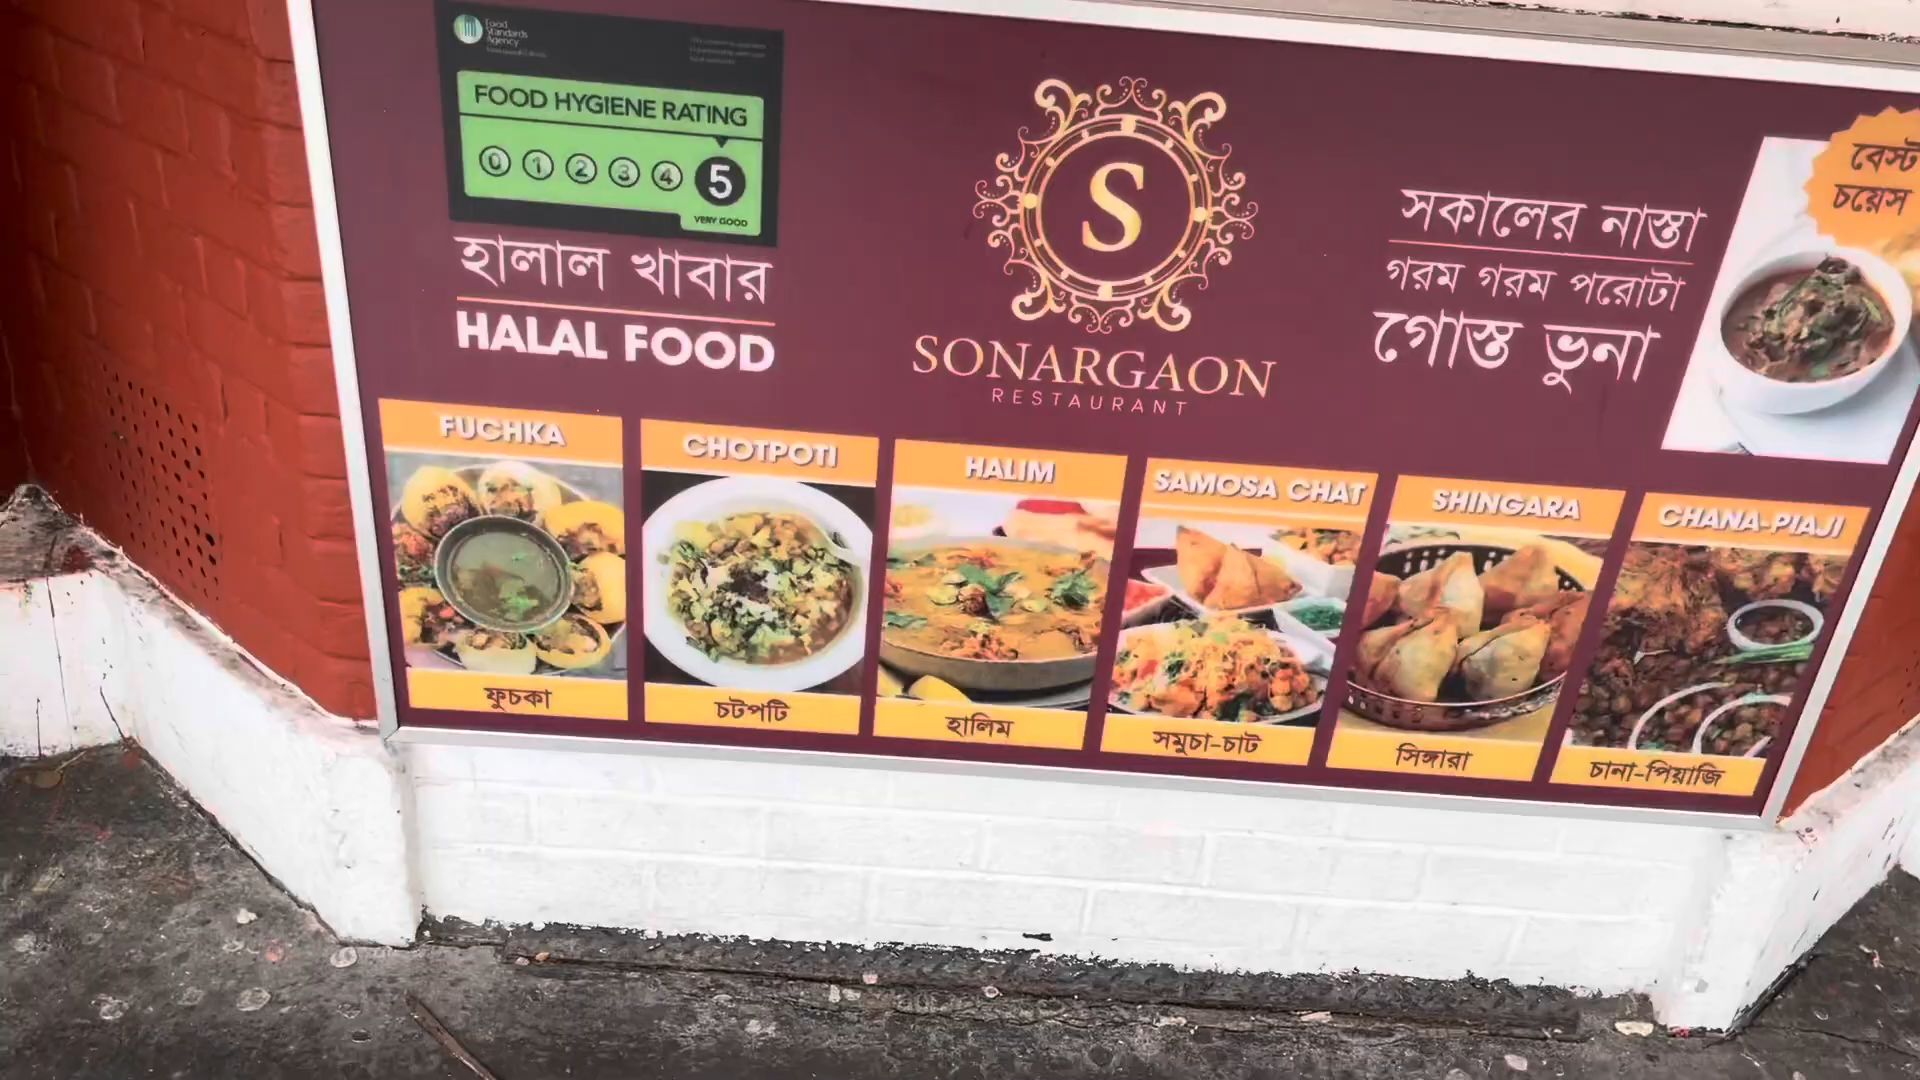 Food
Standards
Agency
FOOD HYGIENE RATING
0 1 2 3 4 5
VERY GOOD
হালাল খাবার
HALAL FOOD
S
SONARGAON
RESTAURANT
সকালের নাস্তা
গরম গরম পরোটা
গোস্ত ভুনা
বেস্ট
চয়েস
FUCHKA
CHOTPOTI
HALIM
SAMOSA CHAT
SHINGARA
CHANA-PIAJI
ফুচকা
চটপটি
হালিম
সমুচা-চাট
সিঙ্গারা
চানা-পিয়াজি